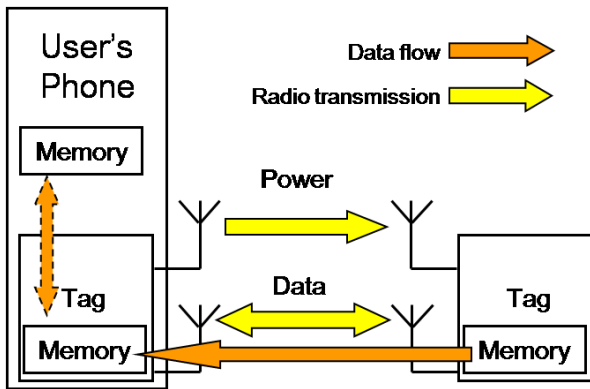 User's
Phone
Data flow
Radio transmission
Memory
Power
Tag
Data
Tag
Memory
Memory